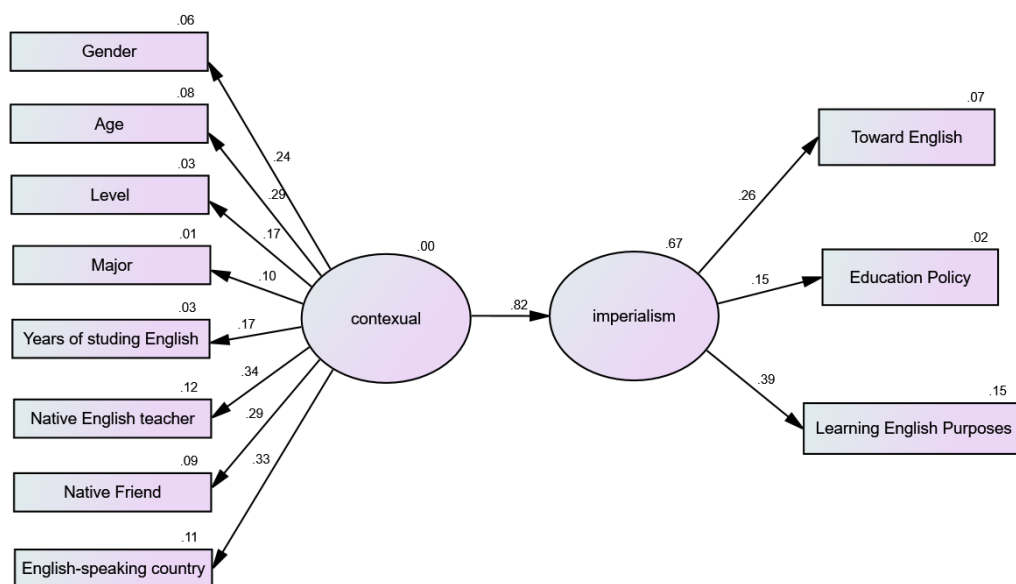 .06
Gender
.08
Age
.03
Level
.01
Major
.03
Years of studing English
.12
Native English teacher
.09
Native Friend
.11
English-speaking country
.24
.29
.17
.10
.17
.34
.29
.33
.00
contexual
.82
.67
imperialism
.26
.15
.39
.07
Toward English
.02
Education Policy
.15
Learning English Purposes